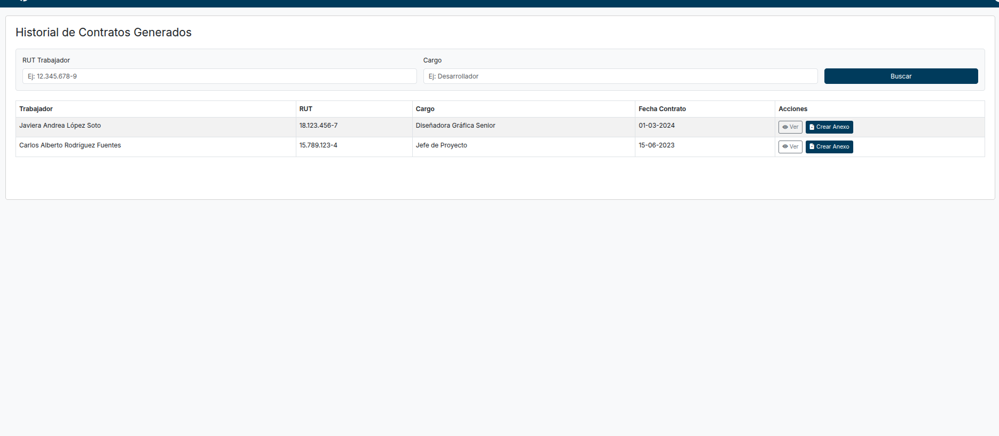 Historial de Contratos Generados
RUT Trabajador Cargo
Ej: 12.345.678-9 Ej: Desarrollador Buscar
Trabajador RUT Cargo Fecha Contrato Acciones
Javiera Andrea López Soto 18.123.456-7 Diseñadora Gráfica Senior 01-03-2024 Ver Crear Anexo
Carlos Alberto Rodríguez Fuentes 15.789.123-4 Jefe de Proyecto 15-06-2023 Ver Crear Anexo